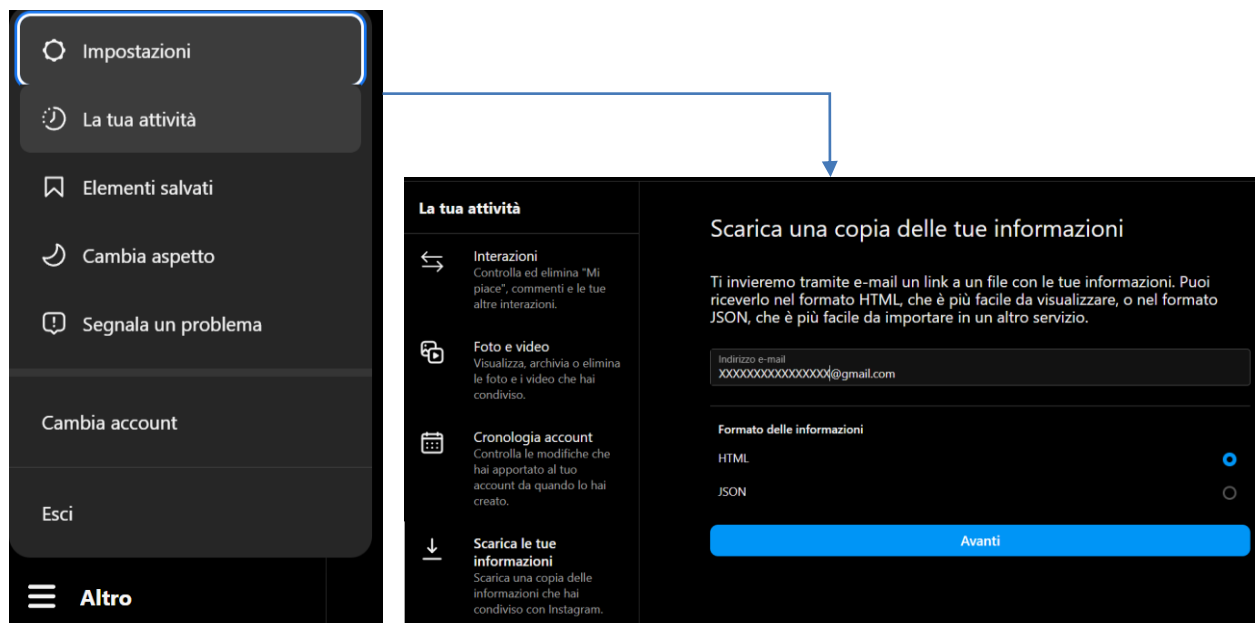 Impostazioni
La tua attività
Elementi salvati
Cambia aspetto
Segnala un problema
Cambia account
Esci
Altro
La tua attività
Interazioni
Controlla ed elimina "Mi
piace", commenti e le tue
altre interazioni.
Foto e video
Visualizza, archivia o elimina
le foto e i video che hai
condiviso.
Cronologia account
Controlla le modifiche che
hai apportato al tuo
account da quando lo hai
creato.
Scarica le tue
informazioni
Scarica una copia delle
informazioni che hai
condiviso con Instagram.
Scarica una copia delle tue informazioni
Ti invieremo tramite e-mail un link a un file con le tue informazioni. Puoi
riceverlo nel formato HTML, che è più facile da visualizzare, o nel formato
JSON, che è più facile da importare in un altro servizio.
Indirizzo e-mail
XXXXXXXXXXXXXXXX@gmail.com
Formato delle informazioni
HTML
JSON
Avanti